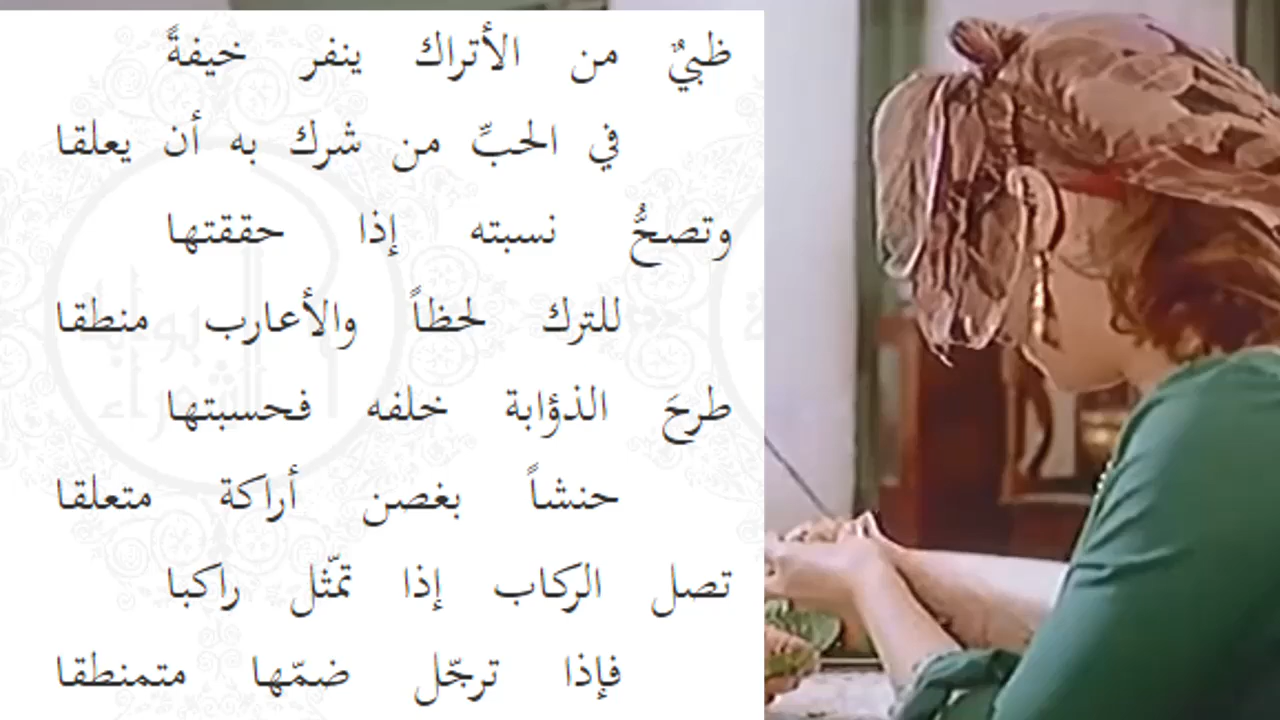 ظبيٌ من الأتراك ينفر خيفةً
في الحبِّ من شرك به أن يعلقا
وتصحُّ نسبته إذا حققتها
للترك لحظاً والأعارب منطقا
طرحَ الذؤابة خلفه فحسبتها
حنشاً بغصن أراكة متعلقا
تصل الركاب إذا تمّثل راكبا
فإذا ترجّل ضمّها متمنطقا
بوابة
الشعراء